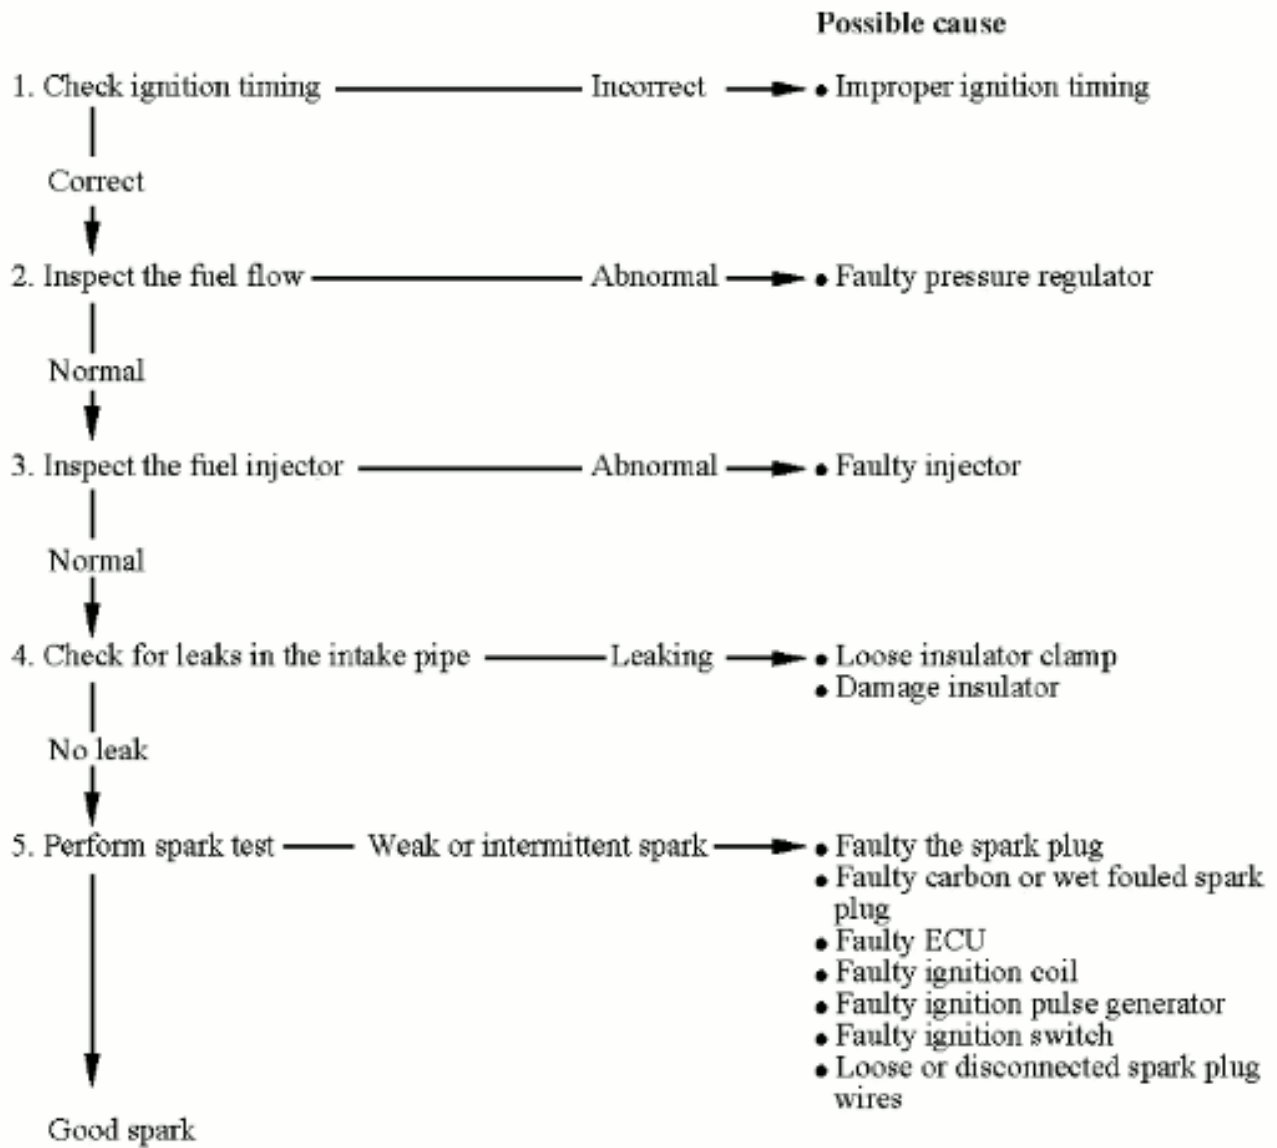 Possible cause
1. Check ignition timing Incorrect • Improper ignition timing
Correct
2. Inspect the fuel flow Abnormal • Faulty pressure regulator
Normal
3. Inspect the fuel injector Abnormal • Faulty injector
Normal
4. Check for leaks in the intake pipe Leaking • Loose insulator clamp
• Damage insulator
No leak
5. Perform spark test Weak or intermittent spark • Faulty the spark plug
• Faulty carbon or wet fouled spark
plug
• Faulty ECU
• Faulty ignition coil
• Faulty ignition pulse generator
• Faulty ignition switch
• Loose or disconnected spark plug
wires
Good spark